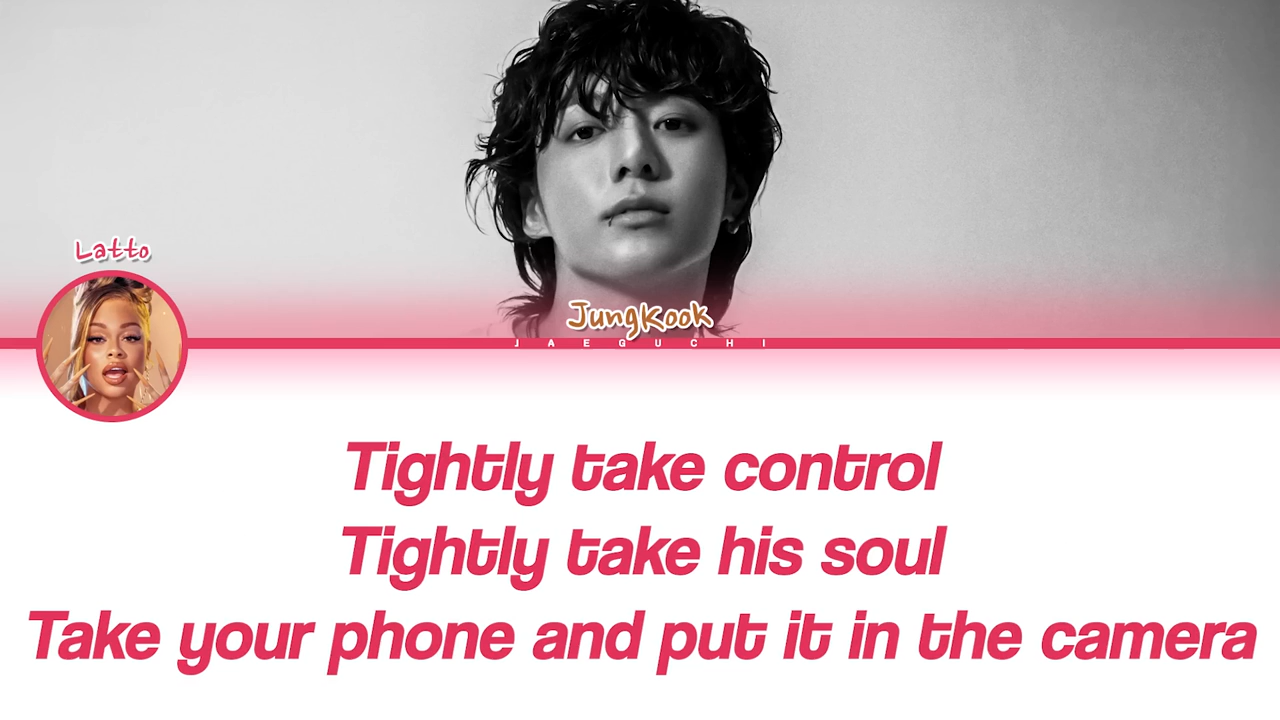 Latto
JungKook
JAEGUCHI
Tightly take control
Tightly take his soul
Take your phone and put it in the camera